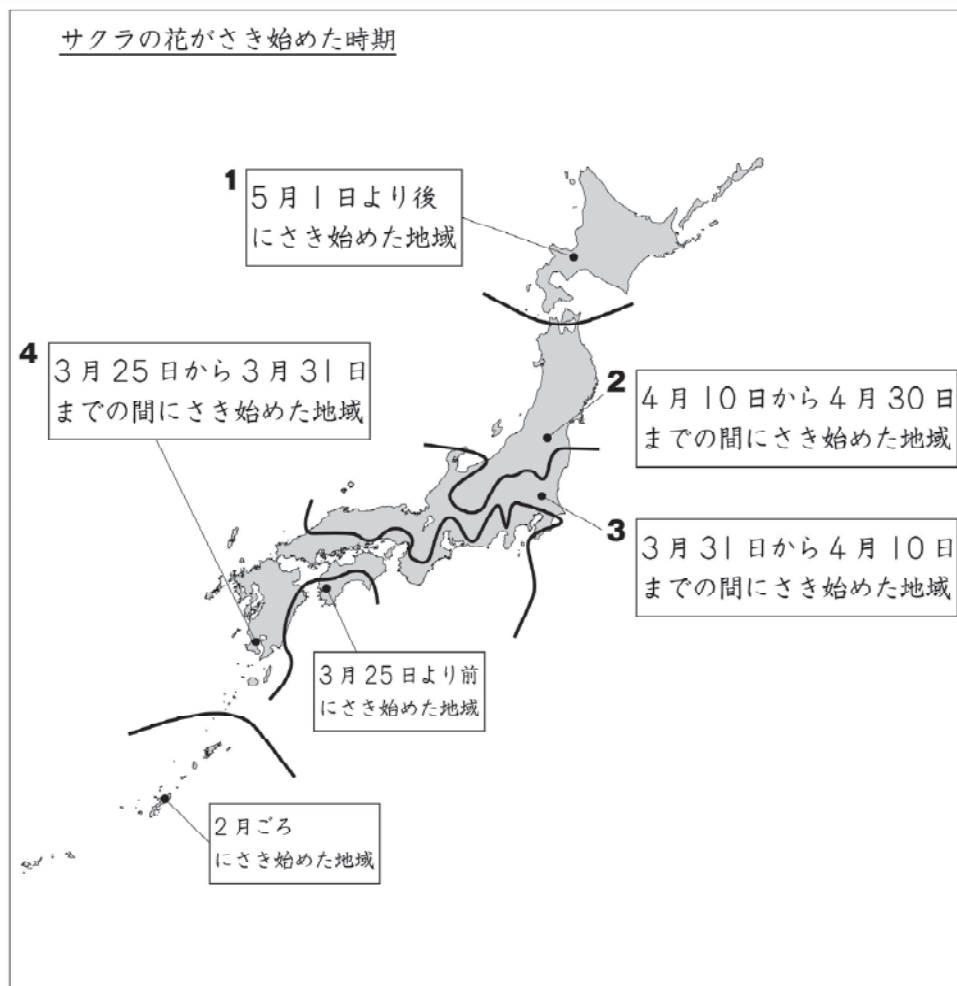 サクラの花がさき始めた時期
1
5月1日より後
にさき始めた地域
4
3月25日から3月31日
までの間にさき始めた地域
2
4月10日から4月30日
までの間にさき始めた地域
3
3月31日から4月10日
までの間にさき始めた地域
3月25日より前
にさき始めた地域
2月ごろ
にさき始めた地域